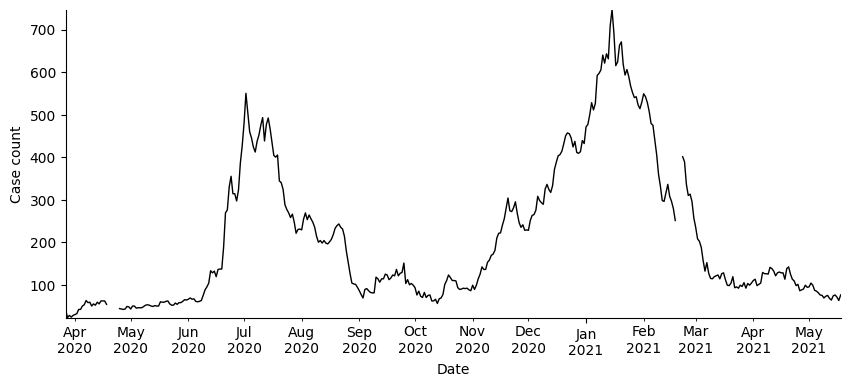 700
600
500
400
300
200
100
Case count
Apr May Jun Jul Aug Sep Oct Nov Dec Jan Feb Mar Apr May
2020 2020 2020 2020 2020 2020 2020 2020 2020 2021 2021 2021 2021 2021
Date